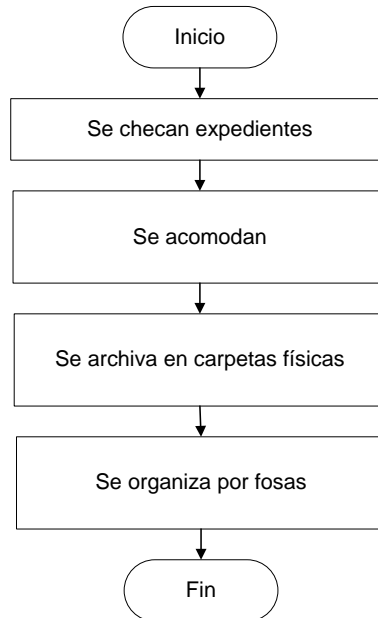 Inicio
Se checan expedientes
Se acomodan
Se archiva en carpetas físicas
Se organiza por fosas
Fin